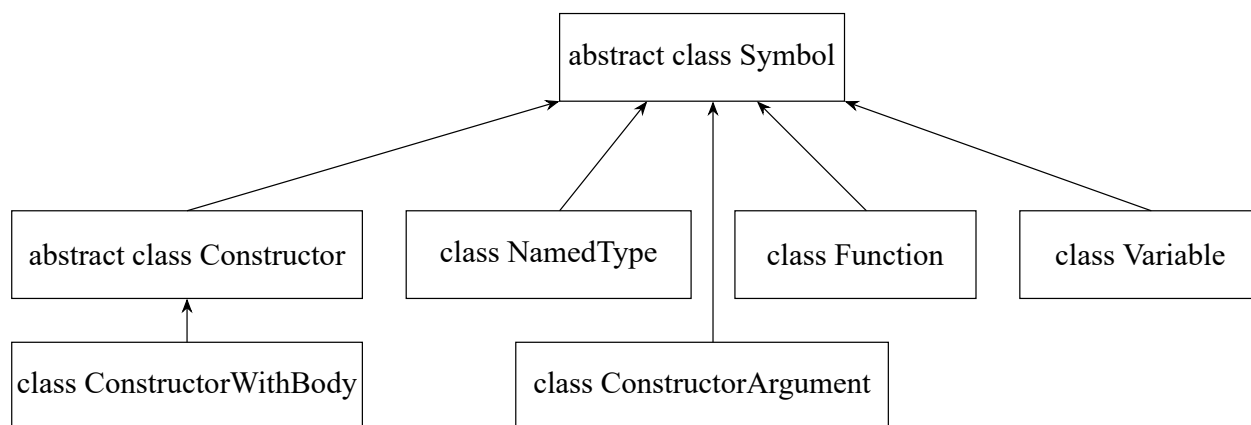 abstract class Symbol
abstract class Constructor
class NamedType
class Function
class Variable
class ConstructorWithBody
class ConstructorArgument